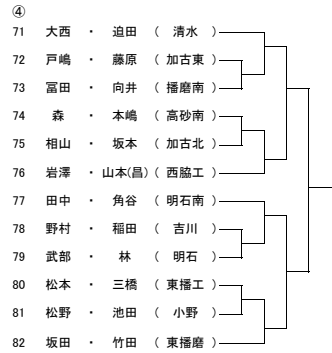 ④
71 大西 ・ 迫田 ( 清水 )
72 戸嶋 ・ 藤原 ( 加古東 )
73 冨田 ・ 向井 ( 播磨南 )
74 森 ・ 本嶋 ( 高砂南 )
75 相山 ・ 坂本 ( 加古北 )
76 岩澤 ・ 山本(昌) ( 西脇工 )
77 田中 ・ 角谷 ( 明石南 )
78 野村 ・ 稲田 ( 吉川 )
79 武部 ・ 林 ( 明石 )
80 松本 ・ 三橋 ( 東播工 )
81 松野 ・ 池田 ( 小野 )
82 坂田 ・ 竹田 ( 東播磨 )